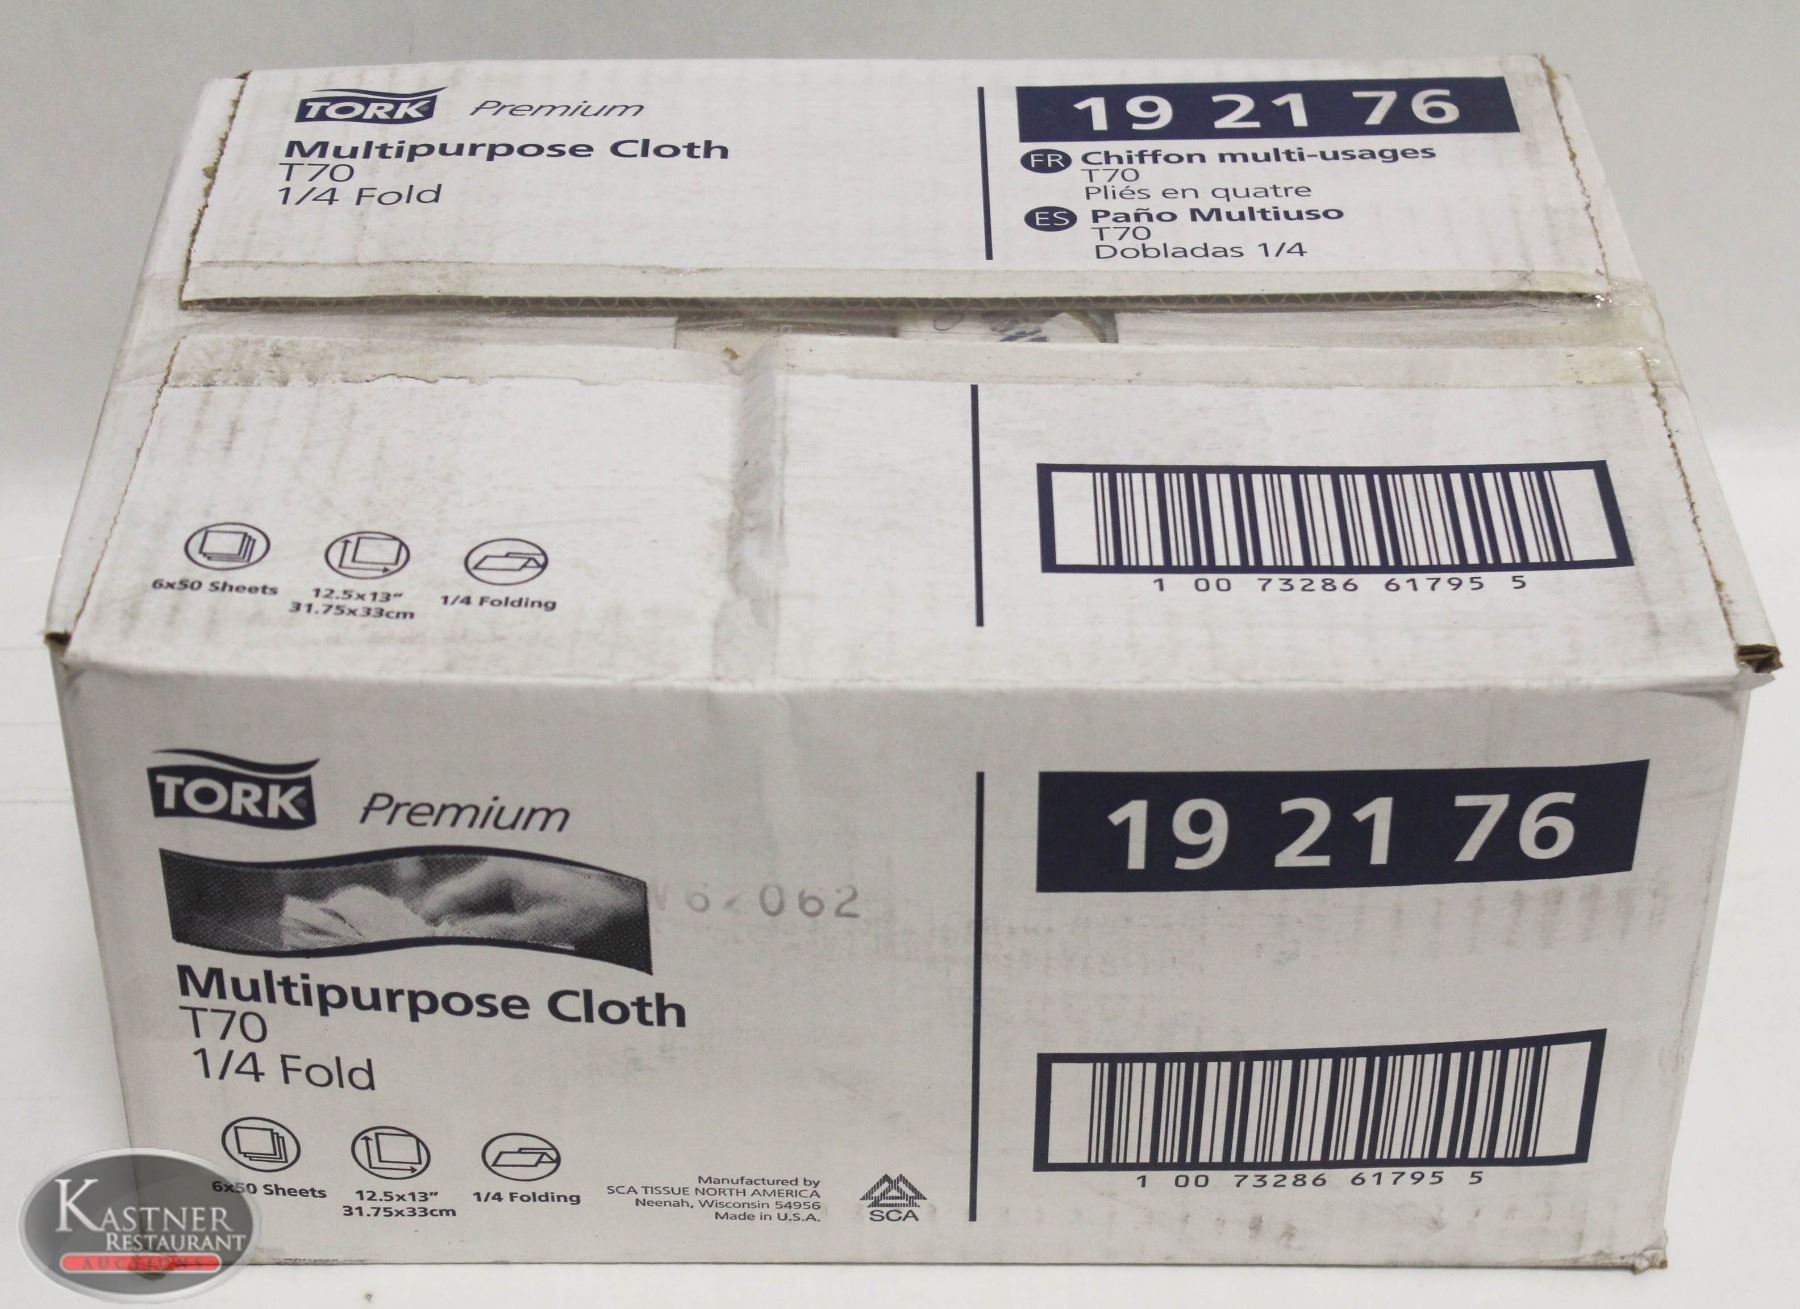 TORK Premium
Multipurpose Cloth
T70
1/4 Fold
19 21 76
FR Chiffon multi-usages
T70
Pliés en quatre
ES Paño Multiuso
T70
Dobladas 1/4
6x50 Sheets
12.5x13"
31.75x33cm
1/4 Folding
1 00 73286 61795 5
TORK Premium
Multipurpose Cloth
T70
1/4 Fold
6x50 Sheets
12.5x13"
31.75x33cm
1/4 Folding
Manufactured by
SCA TISSUE NORTH AMERICA
Neenah, Wisconsin 54956
Made in U.S.A.
SCA
19 21 76
1 00 73286 61795 5
KASTNER
RESTAURANT
AUCTIONS